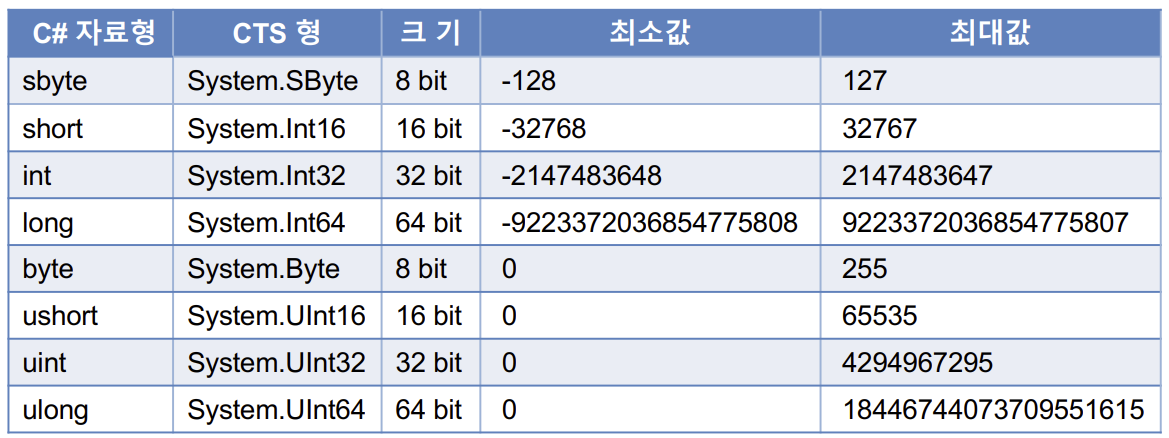 C# 자료형 CTS 형 크 기 최소값 최대값
sbyte System.SByte 8 bit -128 127
short System.Int16 16 bit -32768 32767
int System.Int32 32 bit -2147483648 2147483647
long System.Int64 64 bit -9223372036854775808 9223372036854775807
byte System.Byte 8 bit 0 255
ushort System.UInt16 16 bit 0 65535
uint System.UInt32 32 bit 0 4294967295
ulong System.UInt64 64 bit 0 18446744073709551615